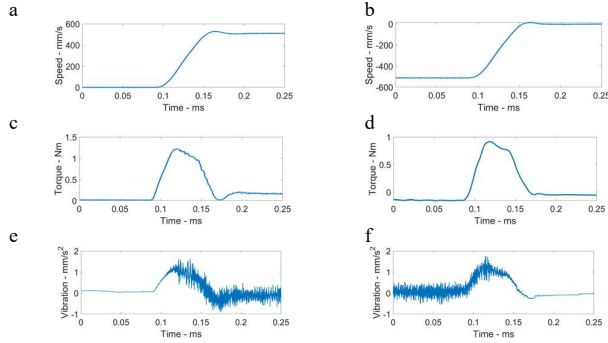 a
b
600
400
200
0
Speed - mm/s
0 0.05 0.1 0.15 0.2 0.25
Time - ms
0
-200
-400
-600
Speed - mm/s
0 0.05 0.1 0.15 0.2 0.25
Time - ms
c
d
1.5
1
0.5
0
Torque - Nm
0 0.05 0.1 0.15 0.2 0.25
Time - ms
1
0.5
0
Torque - Nm
0 0.05 0.1 0.15 0.2 0.25
Time - ms
e
f
2
1
0
-1
Vibration - mm/s²
0 0.05 0.1 0.15 0.2 0.25
Time - ms
2
1
0
-1
Vibration - mm/s²
0 0.05 0.1 0.15 0.2 0.25
Time - ms